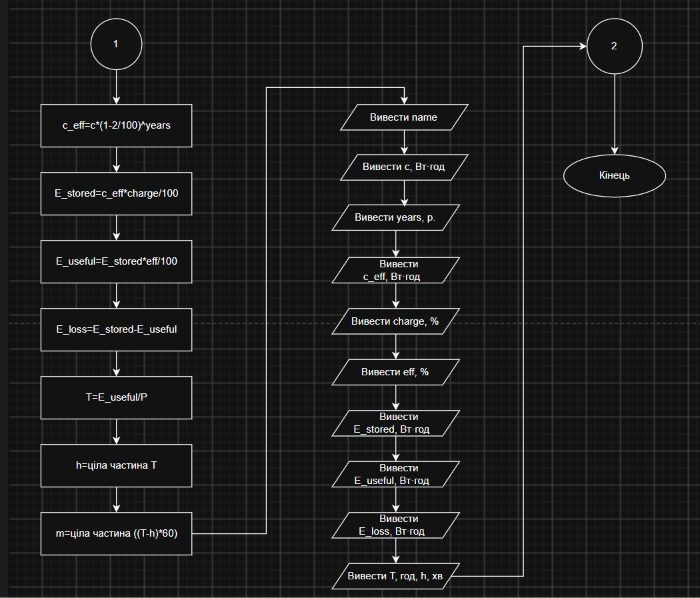 1
c_eff=c*(1-2/100)^years
E_stored=c_eff*charge/100
E_useful=E_stored*eff/100
E_loss=E_stored-E_useful
T=E_useful/P
h=ціла частина T
m=ціла частина ((T-h)*60)
Вивести name
Вивести c, Вт·год
Вивести years, р.
Вивести
c_eff, Вт·год
Вивести charge, %
Вивести eff, %
Вивести
E_stored, Вт·год
Вивести
E_useful, Вт·год
Вивести
E_loss, Вт·год
Вивести T, год, h, хв
2
Кінець